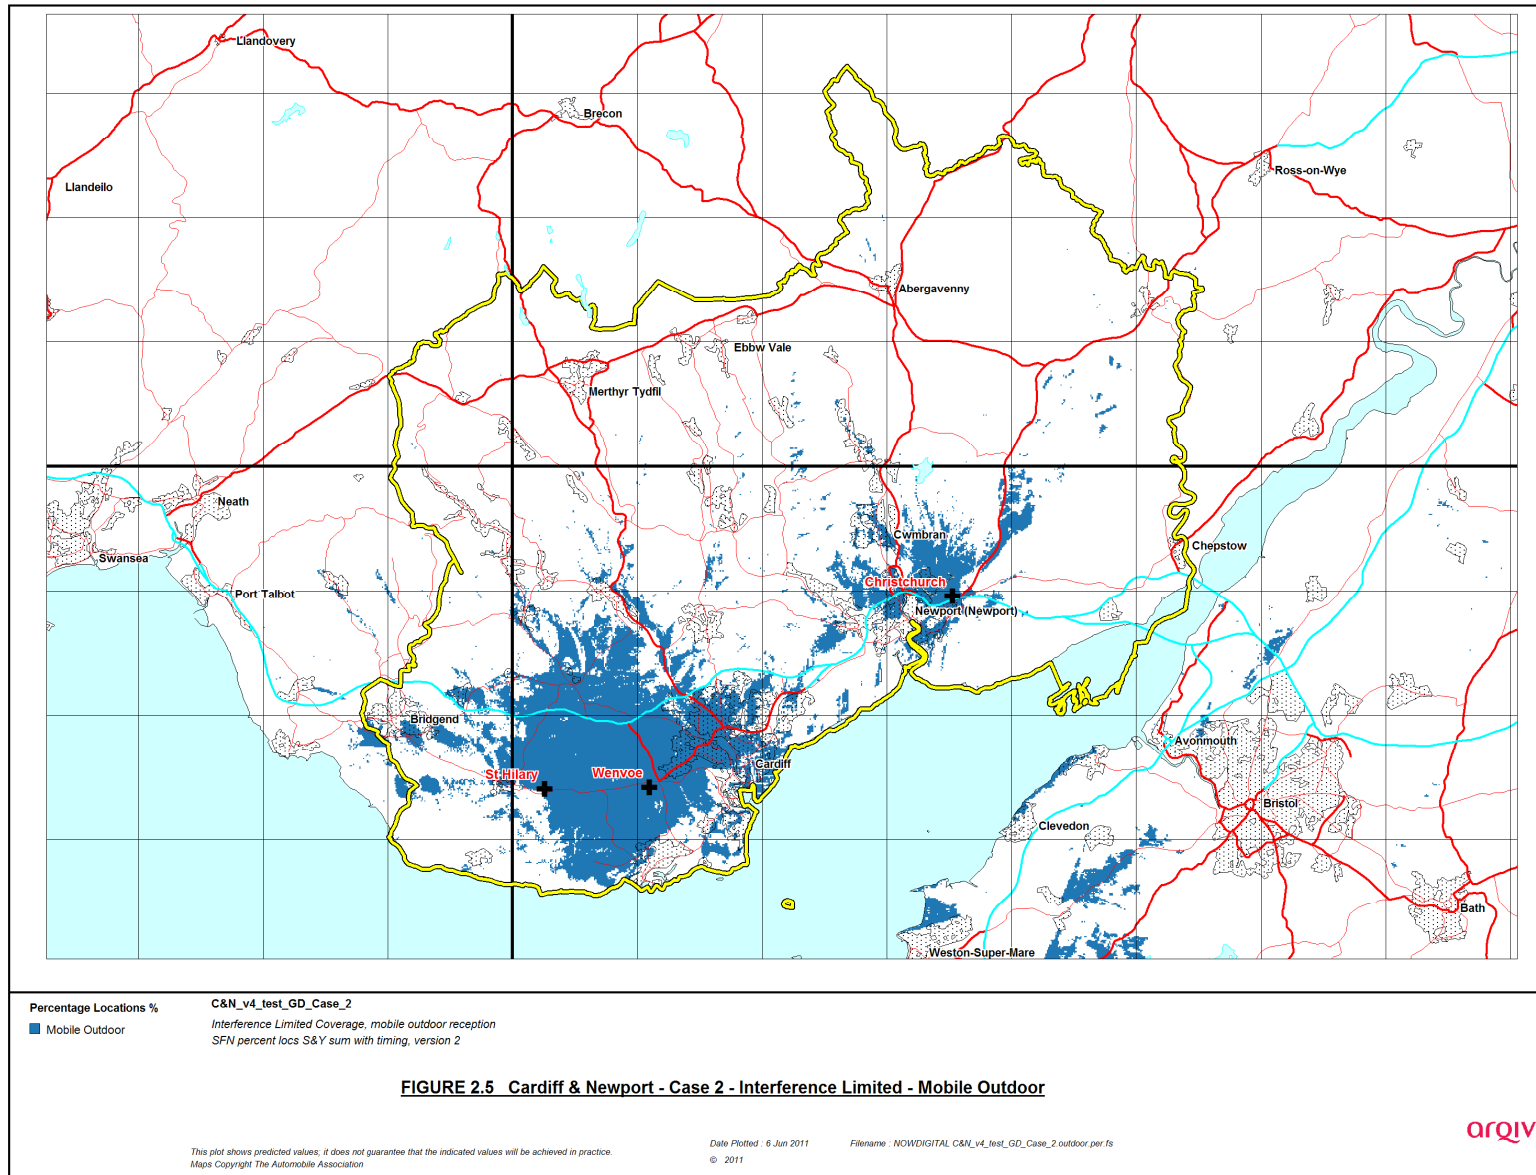 Llandovery
Brecon
Ross-on-Wye
Llandeilo
Abergavenny
Ebbw Vale
Merthyr Tydfil
Neath
Cwmbran
Swansea
Chepstow
Christchurch
Port Talbot
Newport (Newport)
Bridgend
Avonmouth
Cardiff
St Hilary
Wenvoe
Bristol
Clevedon
Bath
Weston-Super-Mare
Percentage Locations %
Mobile Outdoor
C&N_v4_test_GD_Case_2
Interference Limited Coverage, mobile outdoor reception
SFN percent locs S&Y sum with timing, version 2
FIGURE 2.5 Cardiff & Newport - Case 2 - Interference Limited - Mobile Outdoor
arqiv
This plot shows predicted values; it does not guarantee that the indicated values will be achieved in practice.
Maps Copyright The Automobile Association
Date Plotted : 6 Jun 2011
Filename : NOWDIGITAL C&N_v4_test_GD_Case_2.outdoor.per.fs
© 2011